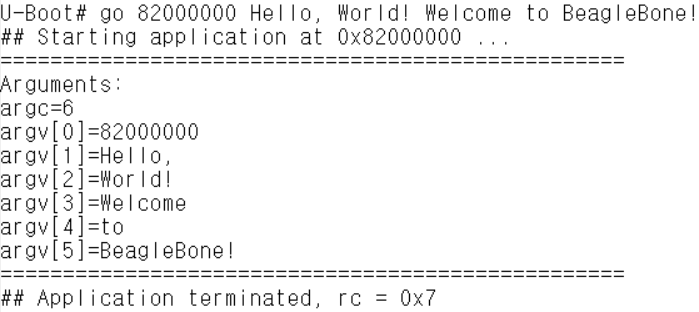 U-Boot# go 82000000 Hello, World! Welcome to BeagleBone!
## Starting application at 0x82000000 ...
====================================================
Arguments:
argc=6
argv[0]=82000000
argv[1]=Hello,
argv[2]=World!
argv[3]=Welcome
argv[4]=to
argv[5]=BeagleBone!
====================================================
## Application terminated, rc = 0x7